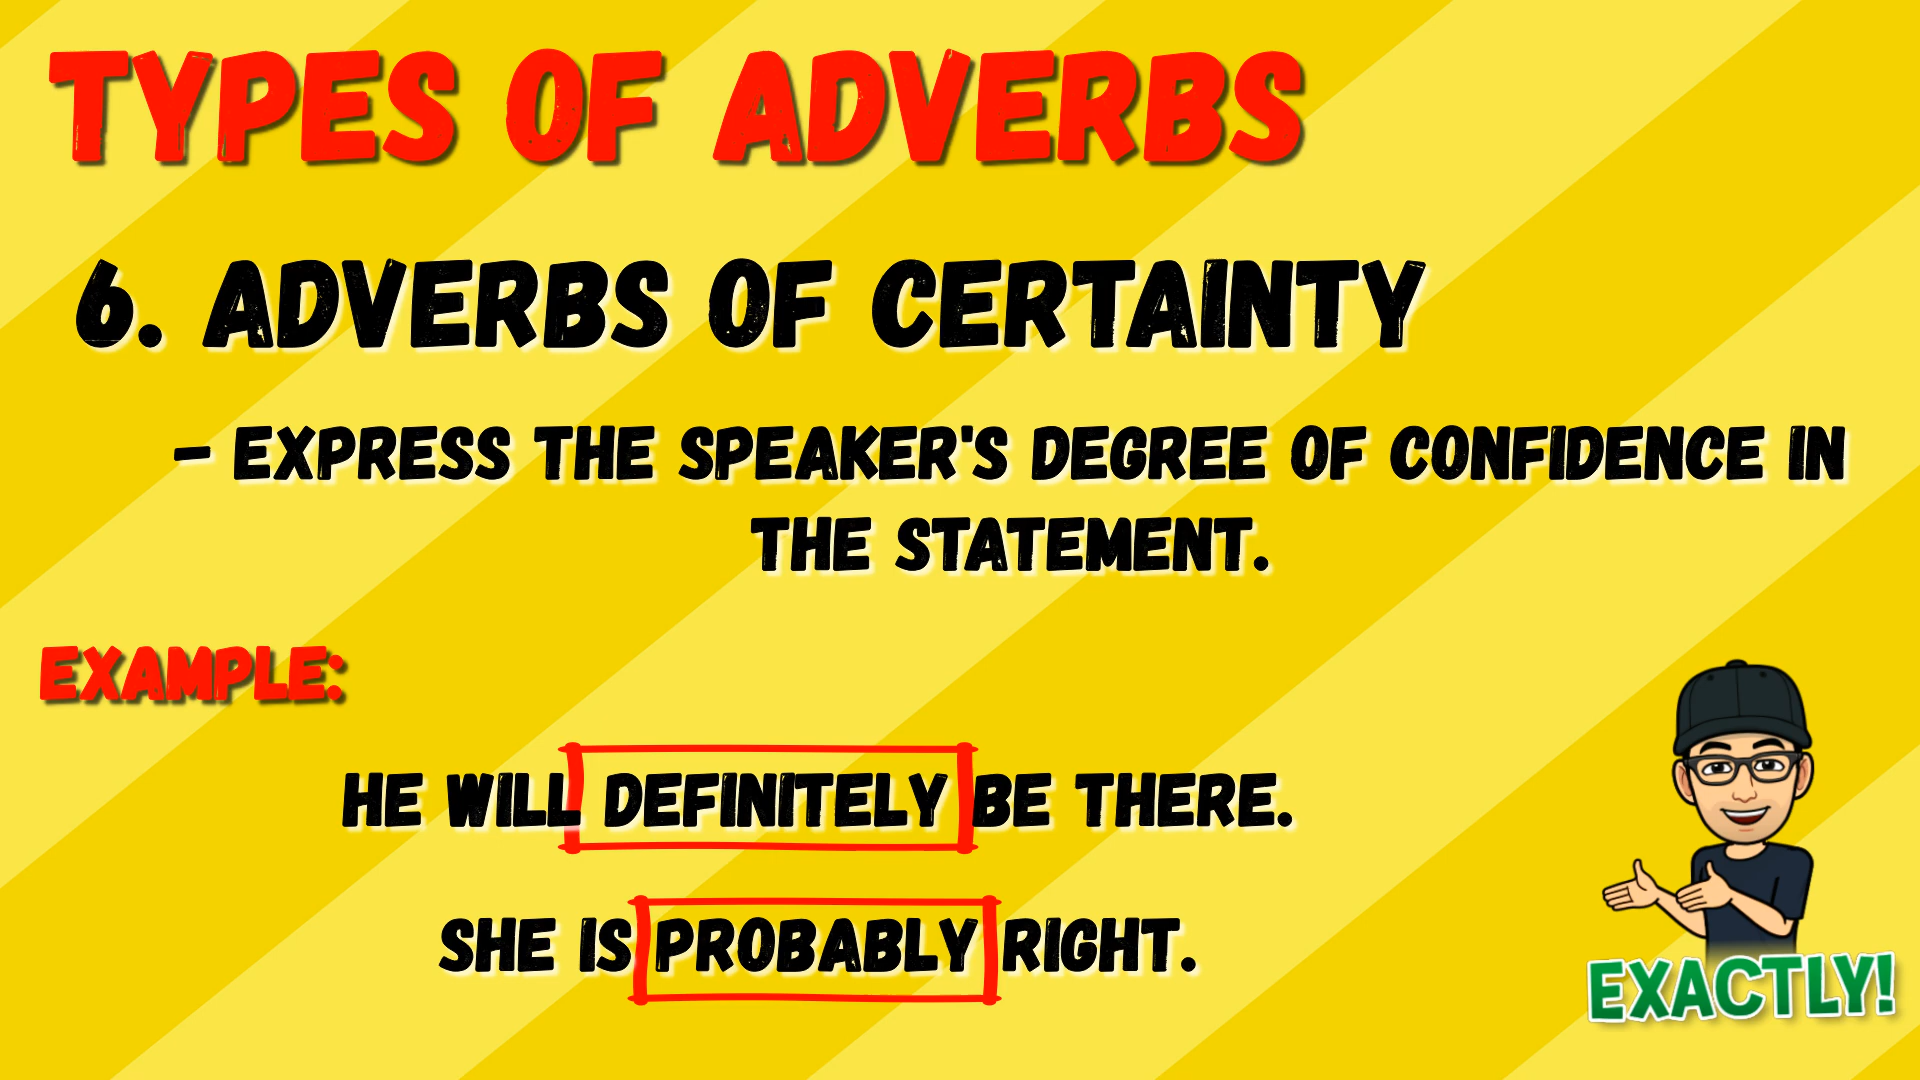 TYPES OF ADVERBS
6. ADVERBS OF CERTAINTY
- EXPRESS THE SPEAKER'S DEGREE OF CONFIDENCE IN
THE STATEMENT.
EXAMPLE:
HE WILL DEFINITELY BE THERE.
SHE IS PROBABLY RIGHT.
EXACTLY!